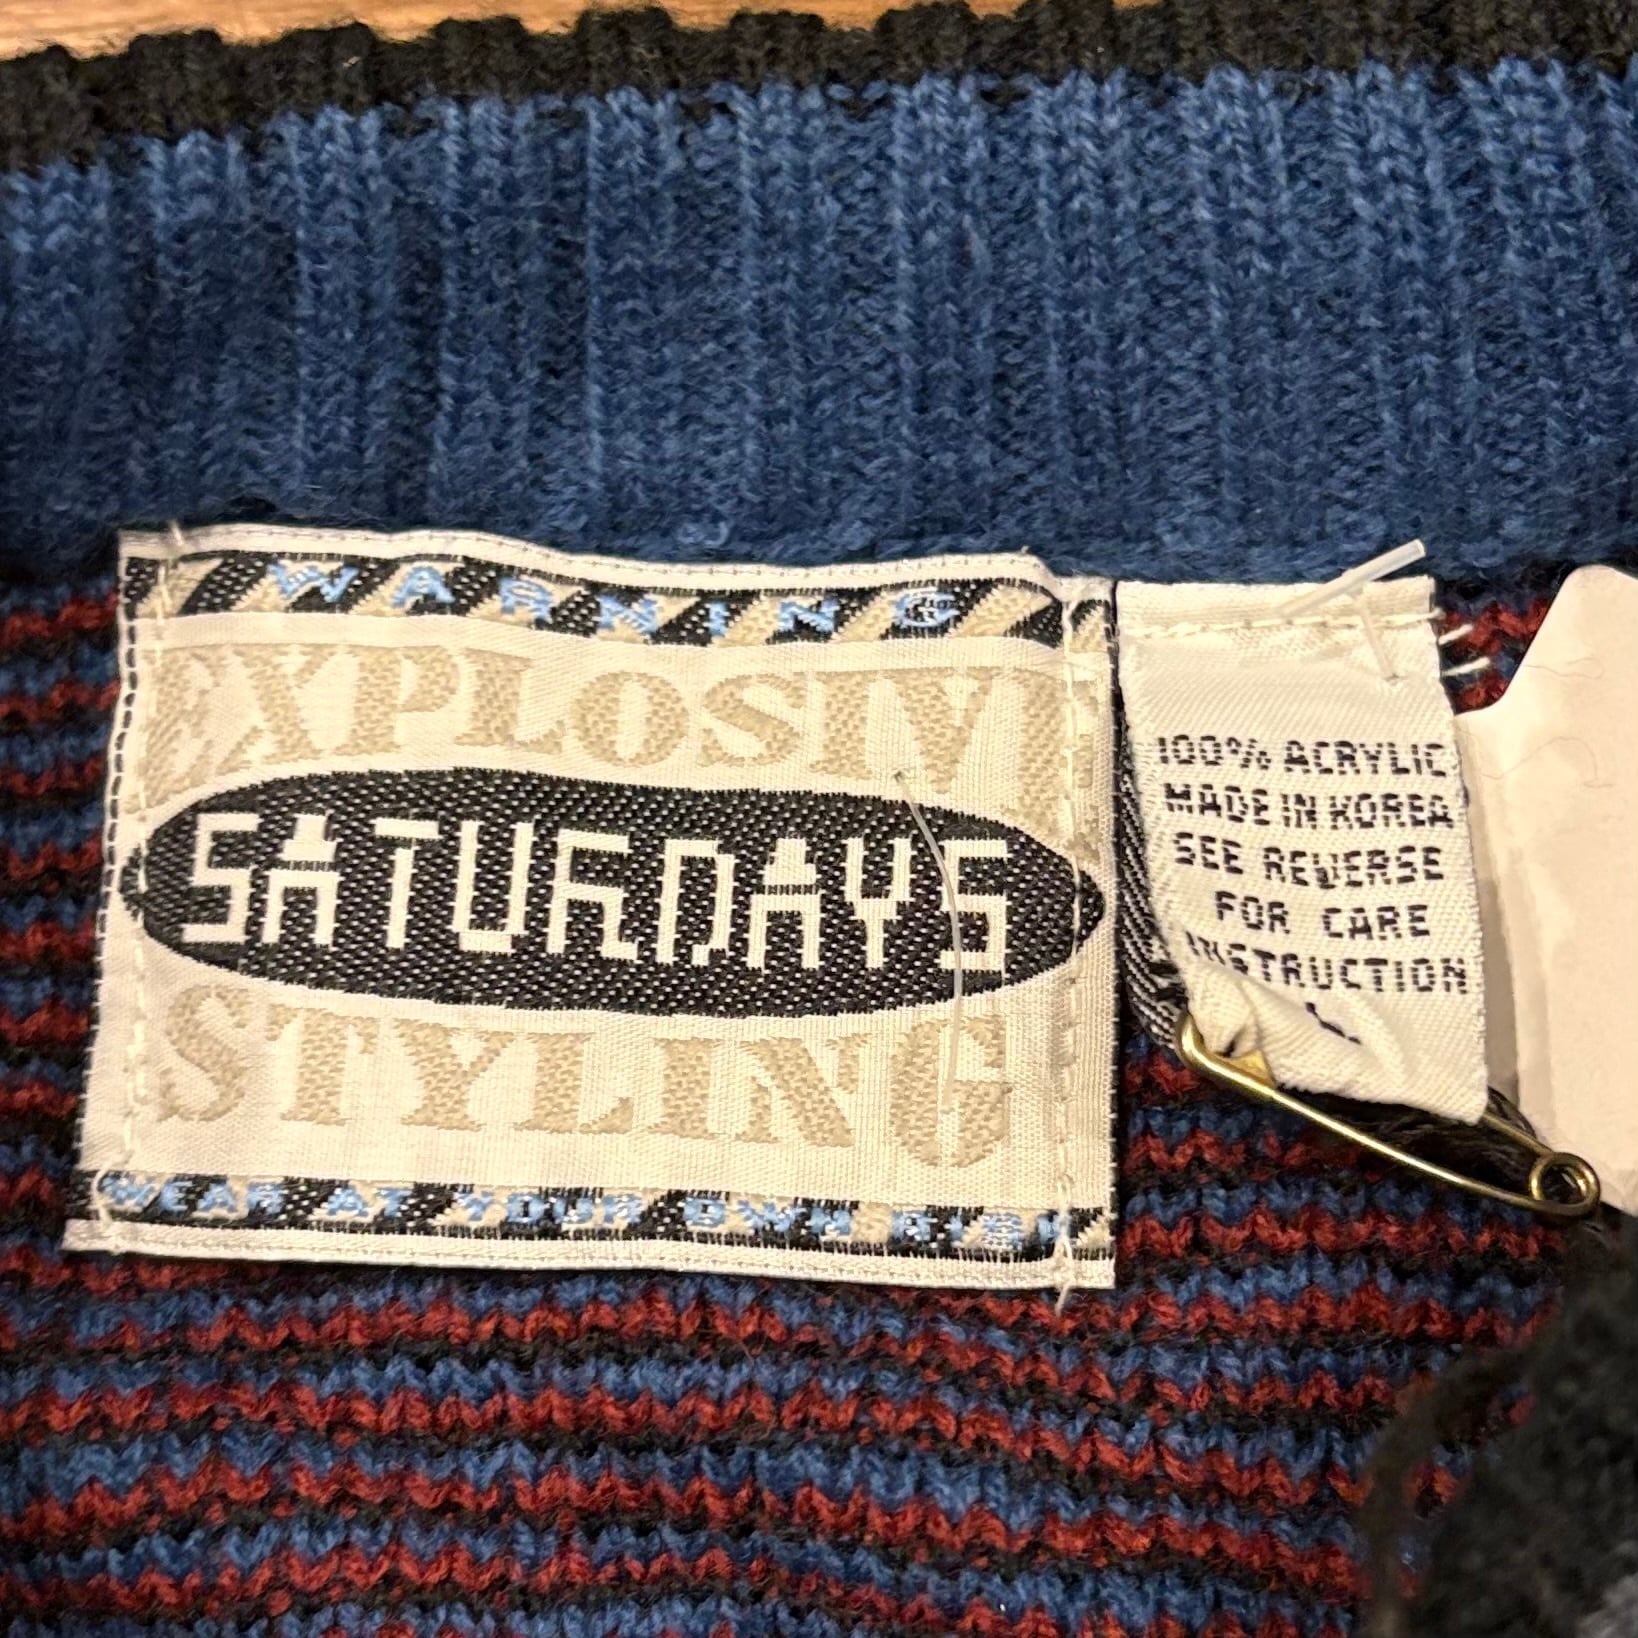 WARNING
EXPLOSIVE
SATURDAYS
STYLING
WEAR AT YOUR OWN RISK
100% ACRYLIC
MADE IN KOREA
SEE REVERSE
FOR CARE
INSTRUCTION
L